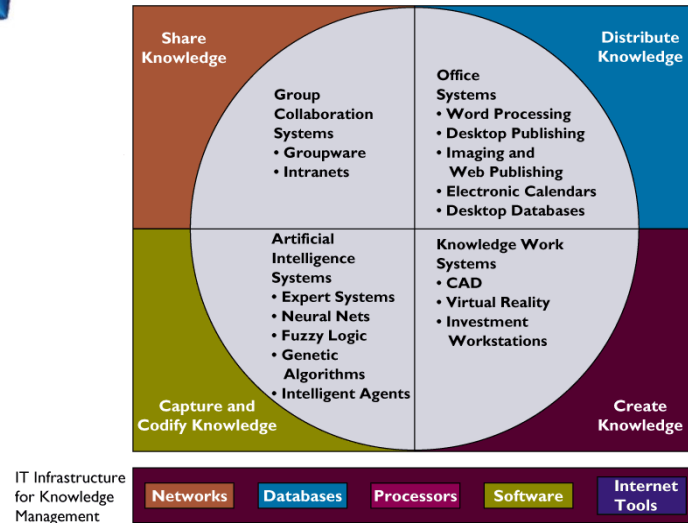 Share
Knowledge
Group
Collaboration
Systems
• Groupware
• Intranets
Distribute
Knowledge
Office
Systems
• Word Processing
• Desktop Publishing
• Imaging and
Web Publishing
• Electronic Calendars
• Desktop Databases
Artificial
Intelligence
Systems
• Expert Systems
• Neural Nets
• Fuzzy Logic
• Genetic
Algorithms
• Intelligent Agents
Capture and
Codify Knowledge
Knowledge Work
Systems
• CAD
• Virtual Reality
• Investment
Workstations
Create
Knowledge
IT Infrastructure
for Knowledge
Management
Networks
Databases
Processors
Software
Internet
Tools